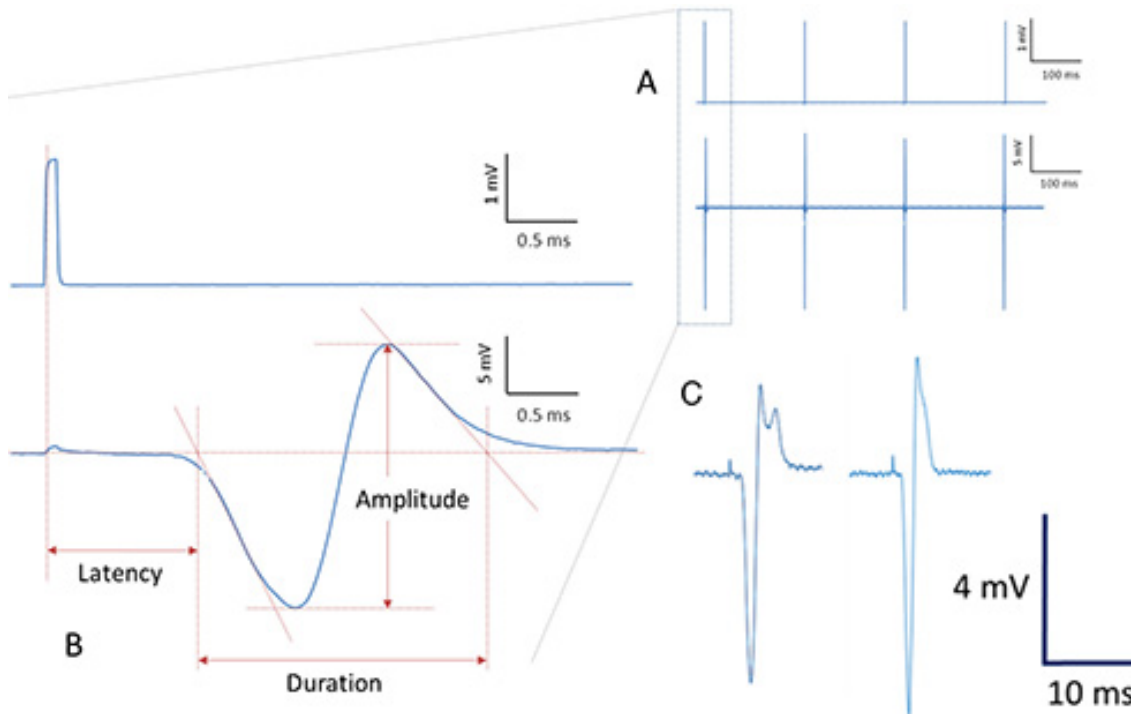 A
1 mV
100 ms
5 mV
100 ms
1 mV
0.5 ms
5 mV
0.5 ms
Amplitude
Latency
B
Duration
C
4 mV
10 ms